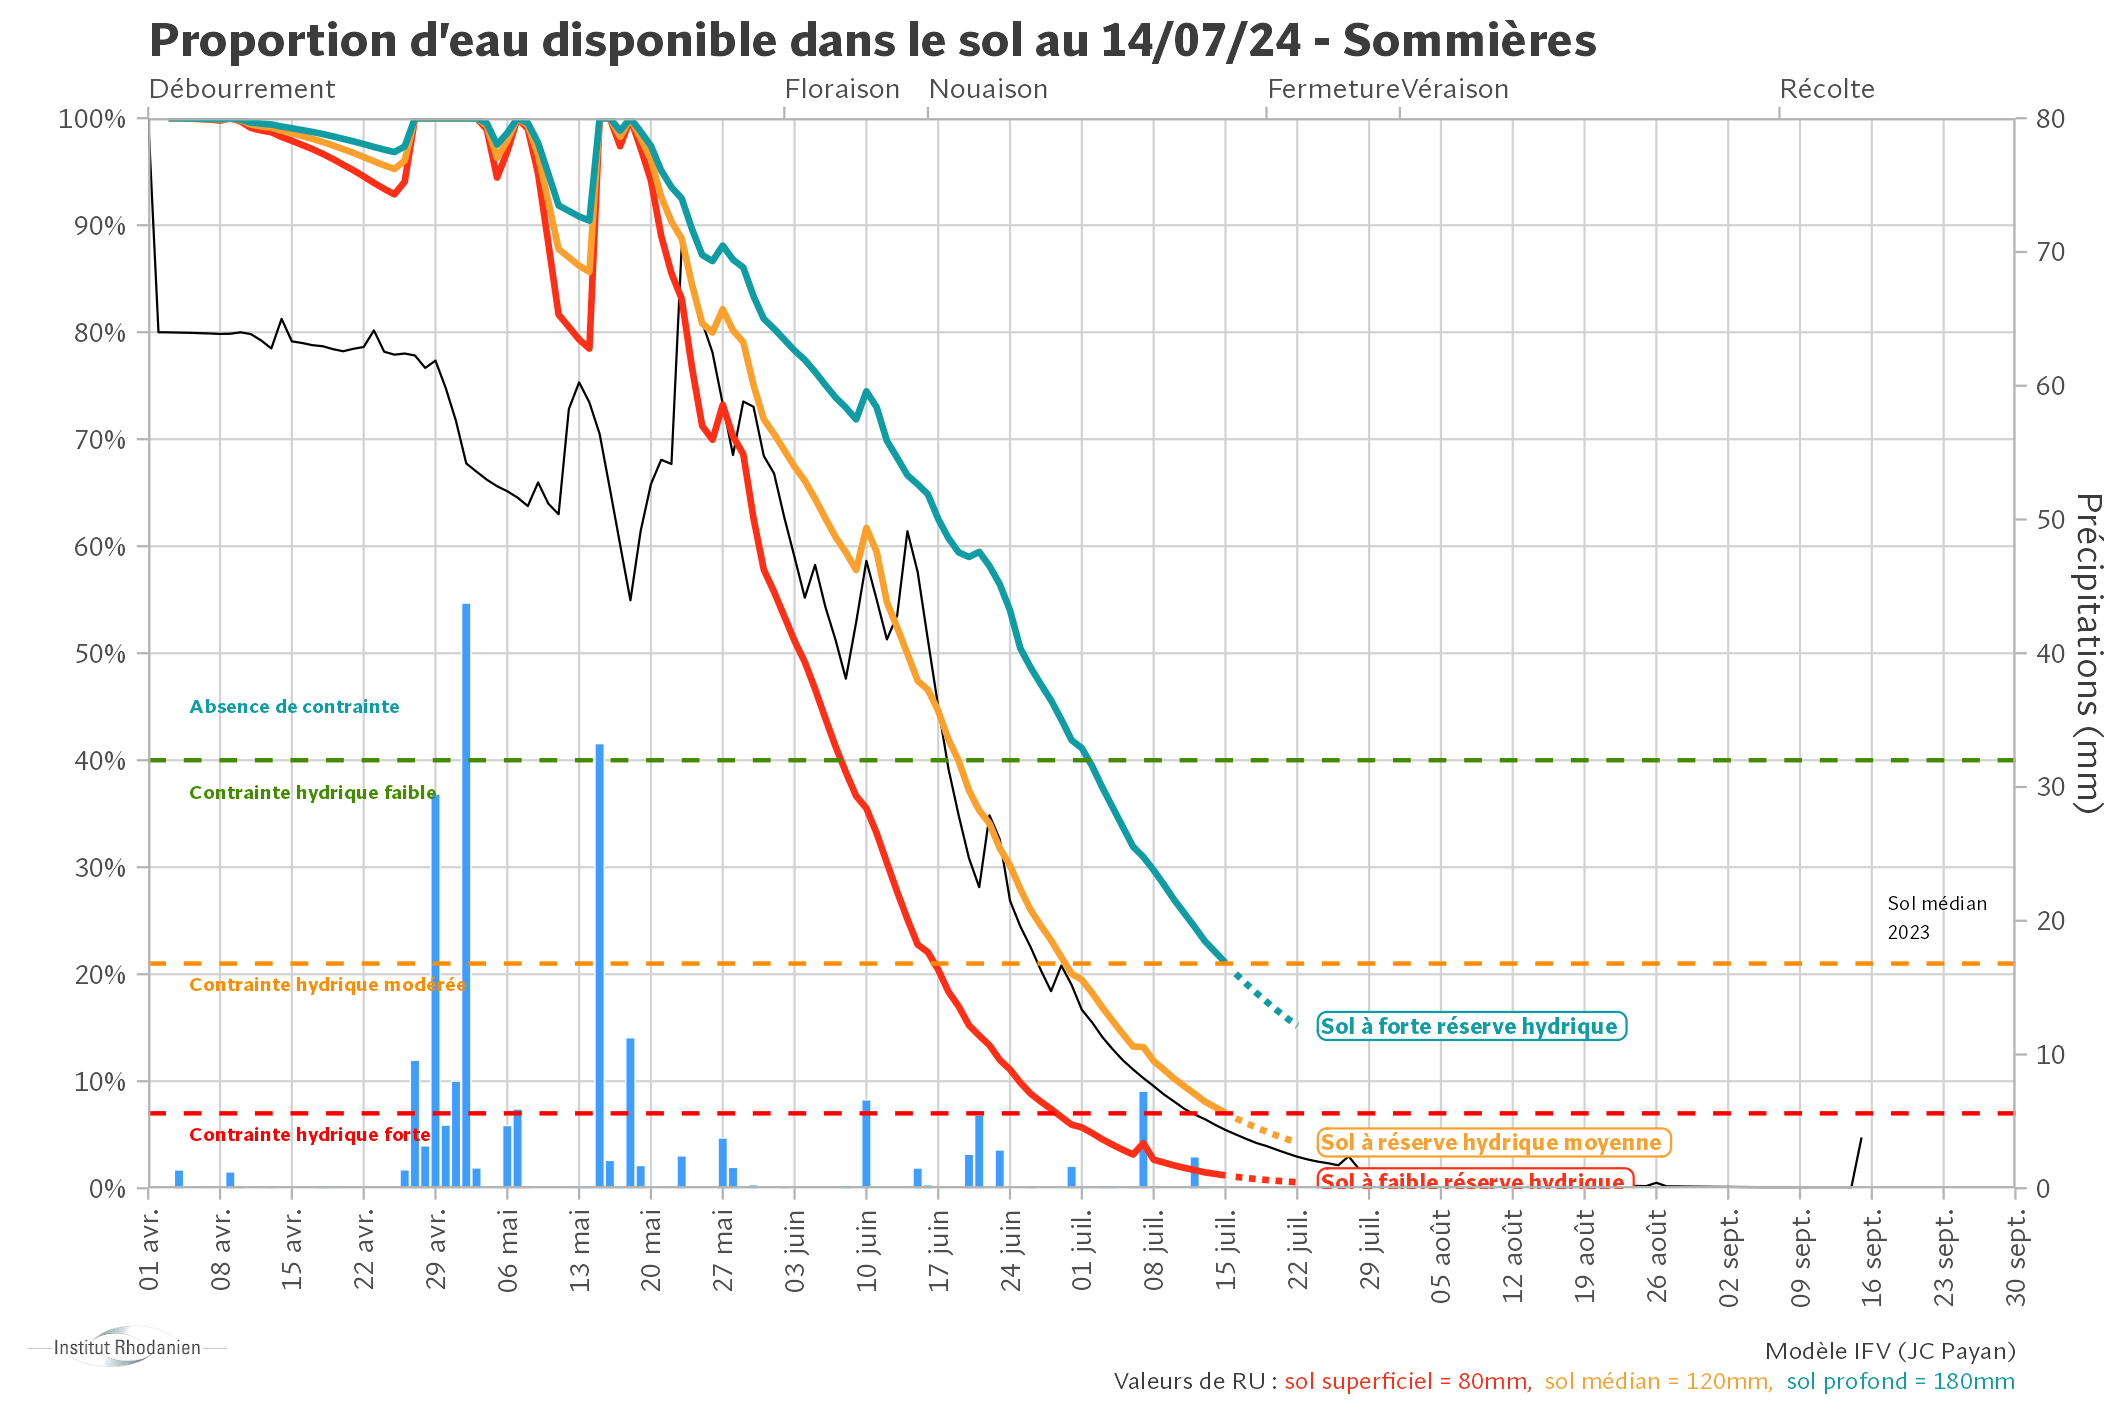 Proportion d'eau disponible dans le sol au 14/07/24 - Sommières
Débourrement
Floraison
Nouaison
Fermeture
Véraison
Récolte
100%
90%
80%
70%
60%
50%
40%
30%
20%
10%
0%
80
70
60
50
40
30
20
10
0
Précipitations (mm)
Absence de contrainte
Contrainte hydrique faible
Contrainte hydrique modérée
Contrainte hydrique forte
Sol médian
2023
Sol à forte réserve hydrique
Sol à réserve hydrique moyenne
Sol à faible réserve hydrique
01 avr.
08 avr.
15 avr.
22 avr.
29 avr.
06 mai
13 mai
20 mai
27 mai
03 juin
10 juin
17 juin
24 juin
01 juil.
08 juil.
15 juil.
22 juil.
29 juil.
05 août
12 août
19 août
26 août
02 sept.
09 sept.
16 sept.
23 sept.
30 sept.
Institut Rhodanien
Modèle IFV (JC Payan)
Valeurs de RU : sol superficiel = 80mm, sol médian = 120mm, sol profond = 180mm